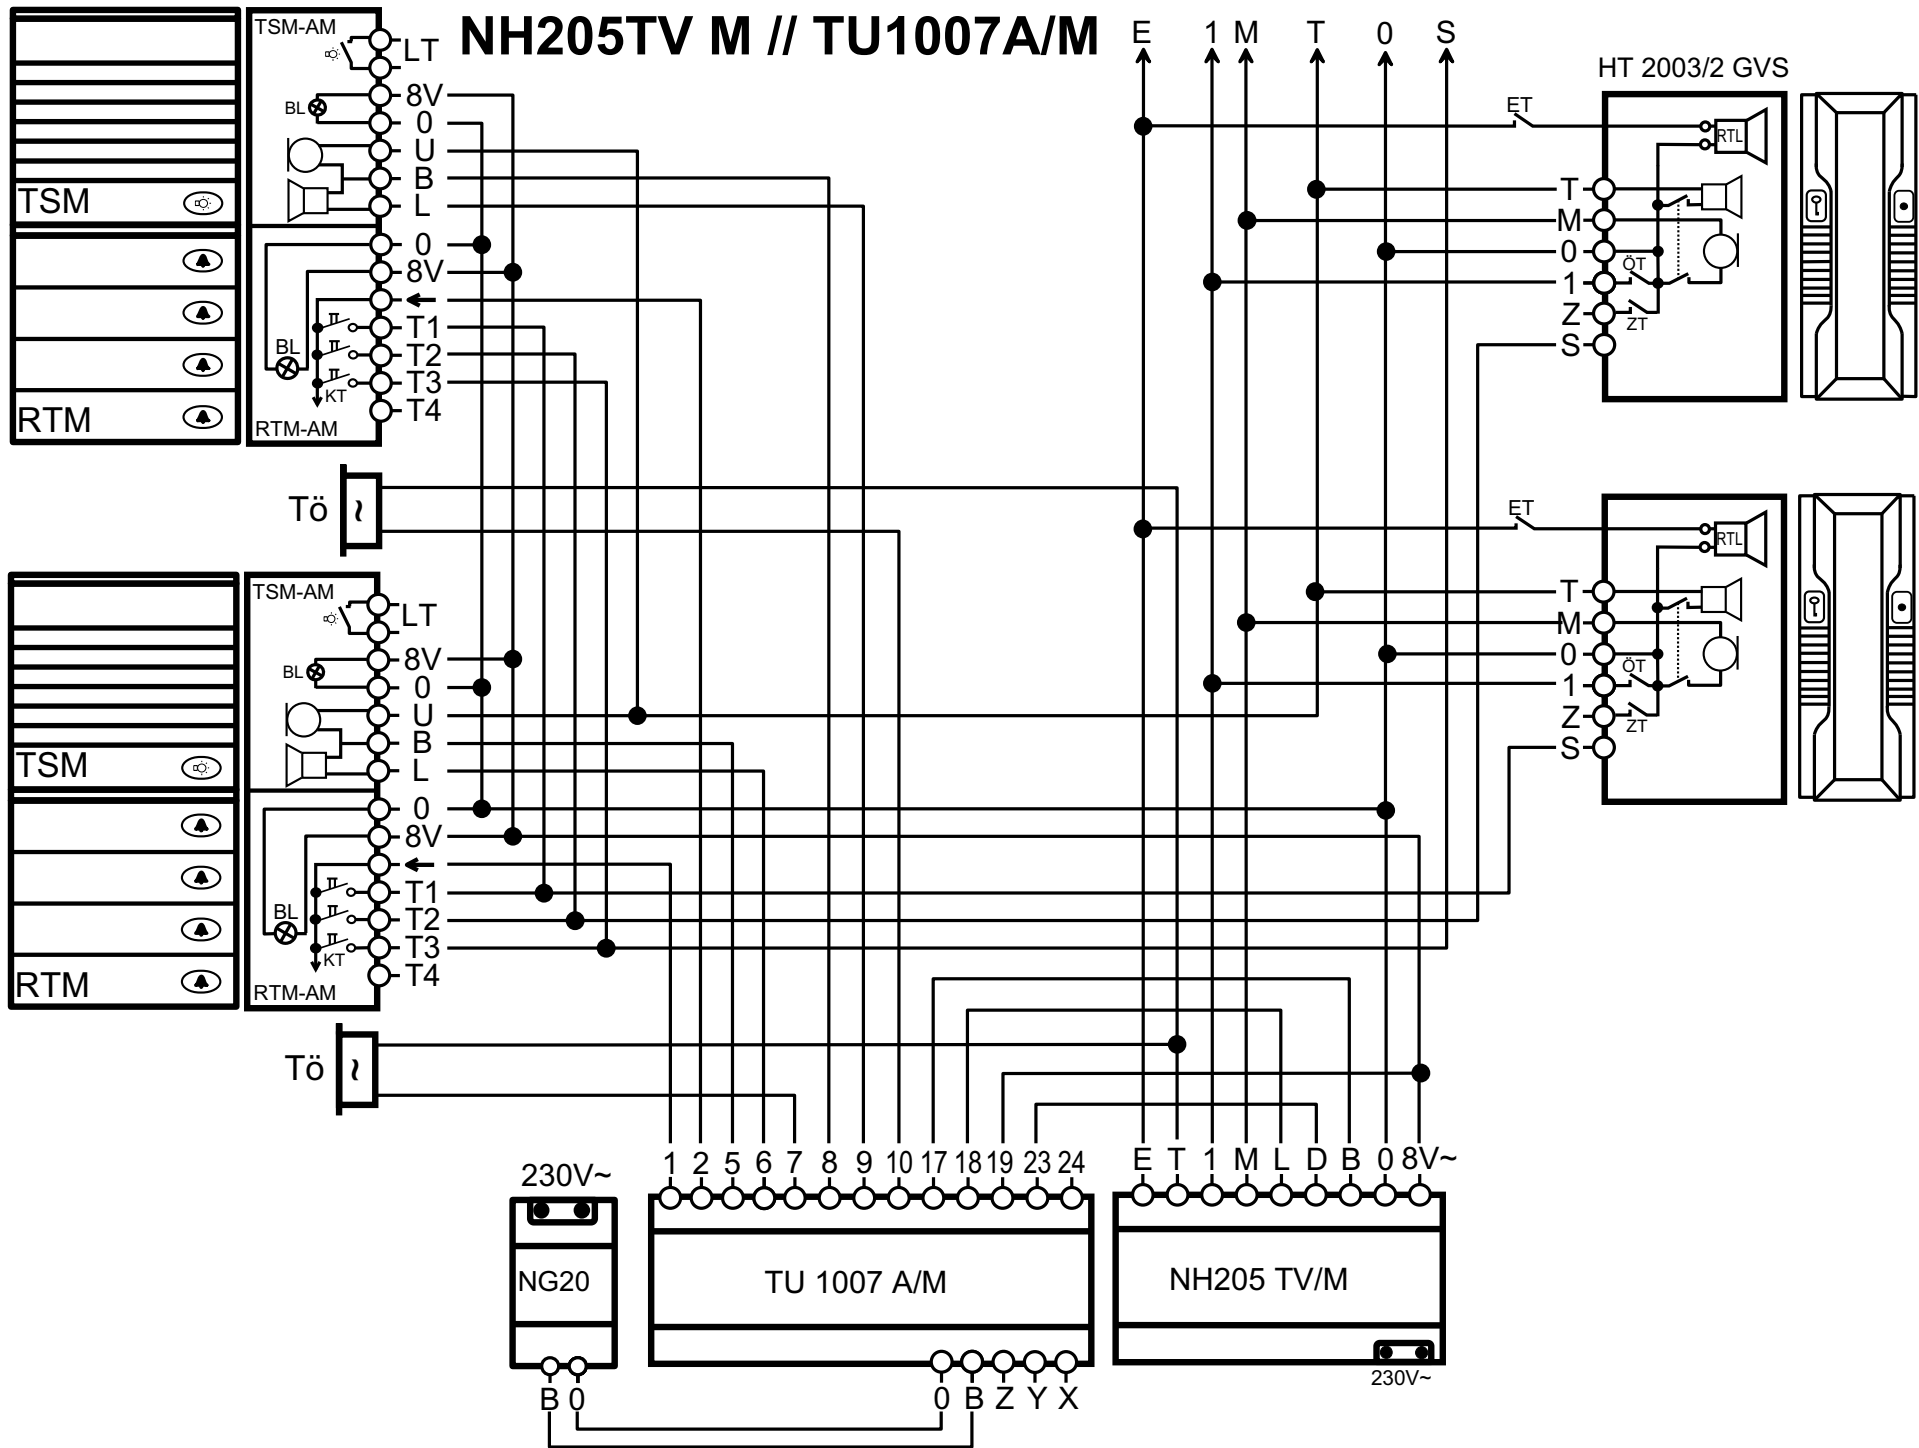 NH205TV M // TU1007A/M
E 1 M T 0 S
TSM
RTM
TSM-AM
LT
BL
8V
0
U
B
L
0
8V
T1
T2
T3
T4
BL
KT
RTM-AM
Tö ~
HT 2003/2 GVS
ET
RTL
T
M
0
1
Z
S
ÖT
ZT
ET
RTL
T
M
0
1
Z
S
ÖT
ZT
TSM
RTM
TSM-AM
LT
BL
8V
0
U
B
L
0
8V
T1
T2
T3
T4
BL
KT
RTM-AM
Tö ~
230V~
NG20
B 0
1 2 5 6 7 8 9 10 17 18 19 23 24
TU 1007 A/M
0 B Z Y X
E T 1 M L D B 0 8V~
NH205 TV/M
230V~